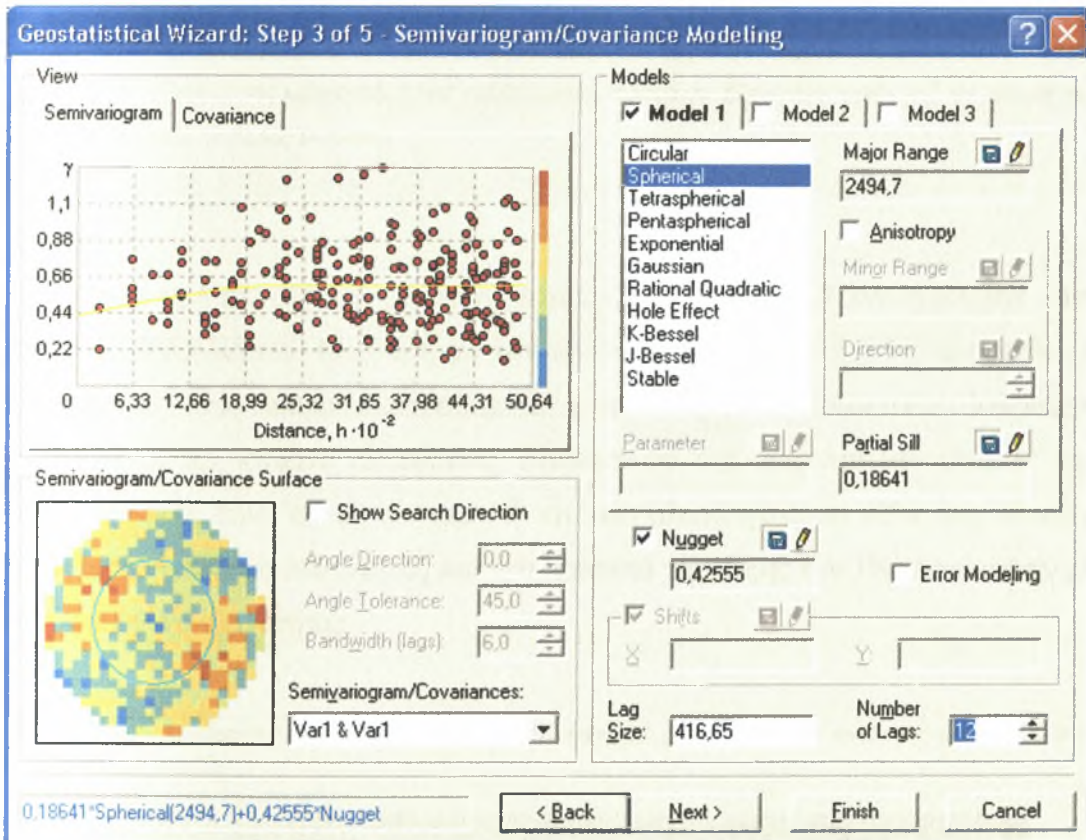 Geostatistical Wizard: Step 3 of 5 - Semivariogram/Covariance Modeling
View
Semivariogram
Covariance
γ
1,1
0,88
0,66
0,44
0,22
0 6,33 12,66 18,99 25,32 31,65 37,98 44,31 50,64
Distance, h·10⁻²
Semivariogram/Covariance Surface
Show Search Direction
Angle Direction: 0,0
Angle Tolerance: 45,0
Bandwidth (lags): 6,0
Semivariogram/Covariances:
Var1 & Var1
Models
Model 1
Model 2
Model 3
Circular
Spherical
Tetraspherical
Pentaspherical
Exponential
Gaussian
Rational Quadratic
Hole Effect
K-Bessel
J-Bessel
Stable
Major Range
2494,7
Anisotropy
Minor Range
Direction
Parameter
Partial Sill
0,18641
Nugget
0,42555
Error Modeling
Shifts
X
Y:
Lag Size: 416,65
Number of Lags: 12
0,18641*Spherical(2494,7)+0,42555*Nugget
< Back
Next >
Finish
Cancel